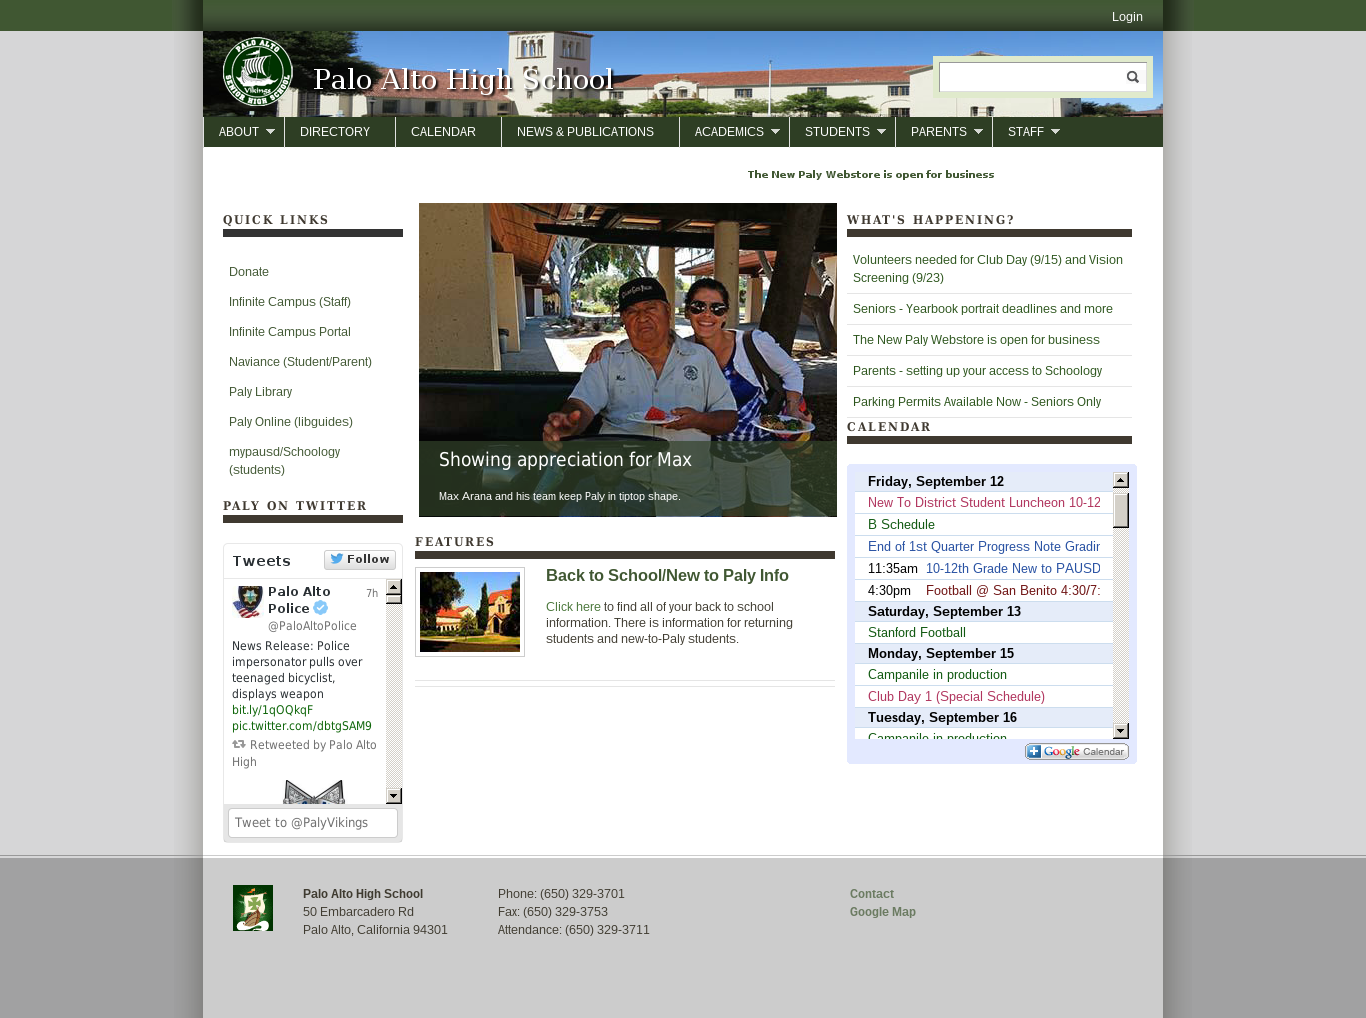 Login
PALO ALTO
Vikings
SENIOR HIGH SCHOOL
Palo Alto High School
ABOUT
DIRECTORY
CALENDAR
NEWS & PUBLICATIONS
ACADEMICS
STUDENTS
PARENTS
STAFF
The New Paly Webstore is open for business
QUICK LINKS
Donate
Infinite Campus (Staff)
Infinite Campus Portal
Naviance (Student/Parent)
Paly Library
Paly Online (libguides)
mypausd/Schoology
(students)
PALY ON TWITTER
Tweets
Follow
Palo Alto
Police
7h
@PaloAltoPolice
News Release: Police
impersonator pulls over
teenaged bicyclist,
displays weapon
bit.ly/1qOQkqF
pic.twitter.com/dbtgSAM9
Retweeted by Palo Alto
High
Tweet to @PalyVikings
Showing appreciation for Max
Max Arana and his team keep Paly in tiptop shape.
FEATURES
Back to School/New to Paly Info
Click here to find all of your back to school
information. There is information for returning
students and new-to-Paly students.
WHAT'S HAPPENING?
Volunteers needed for Club Day (9/15) and Vision
Screening (9/23)
Seniors - Yearbook portrait deadlines and more
The New Paly Webstore is open for business
Parents - setting up your access to Schoology
Parking Permits Available Now - Seniors Only
CALENDAR
Friday, September 12
New To District Student Luncheon 10-12
B Schedule
End of 1st Quarter Progress Note Gradin
11:35am 10-12th Grade New to PAUSD
4:30pm Football @ San Benito 4:30/7:
Saturday, September 13
Stanford Football
Monday, September 15
Campanile in production
Club Day 1 (Special Schedule)
Tuesday, September 16
Campanile in production
Google Calendar
Palo Alto High School
50 Embarcadero Rd
Palo Alto, California 94301
Phone: (650) 329-3701
Fax: (650) 329-3753
Attendance: (650) 329-3711
Contact
Google Map